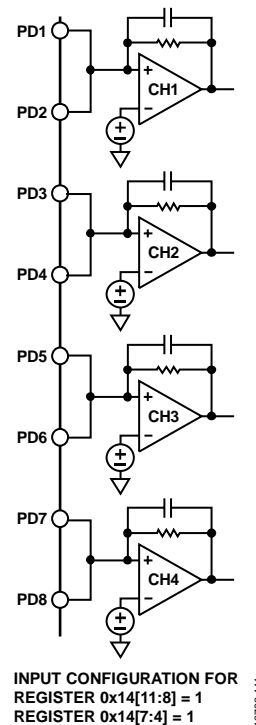 PD1
+
CH1
−
PD2
+
−
PD3
+
CH2
−
PD4
+
−
PD5
+
CH3
−
PD6
+
−
PD7
+
CH4
−
PD8
+
−
INPUT CONFIGURATION FOR
REGISTER 0x14[11:8] = 1
REGISTER 0x14[7:4] = 1